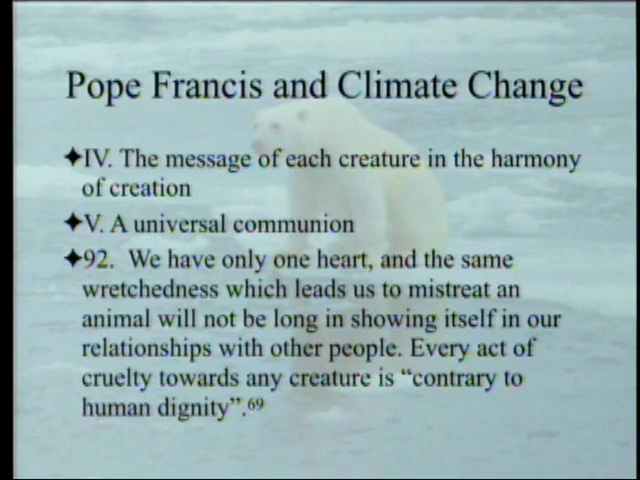 Pope Francis and Climate Change
✦IV. The message of each creature in the harmony
of creation
✦V. A universal communion
✦92.  We have only one heart, and the same
wretchedness which leads us to mistreat an
animal will not be long in showing itself in our
relationships with other people. Every act of
cruelty towards any creature is “contrary to
human dignity”.⁶⁹